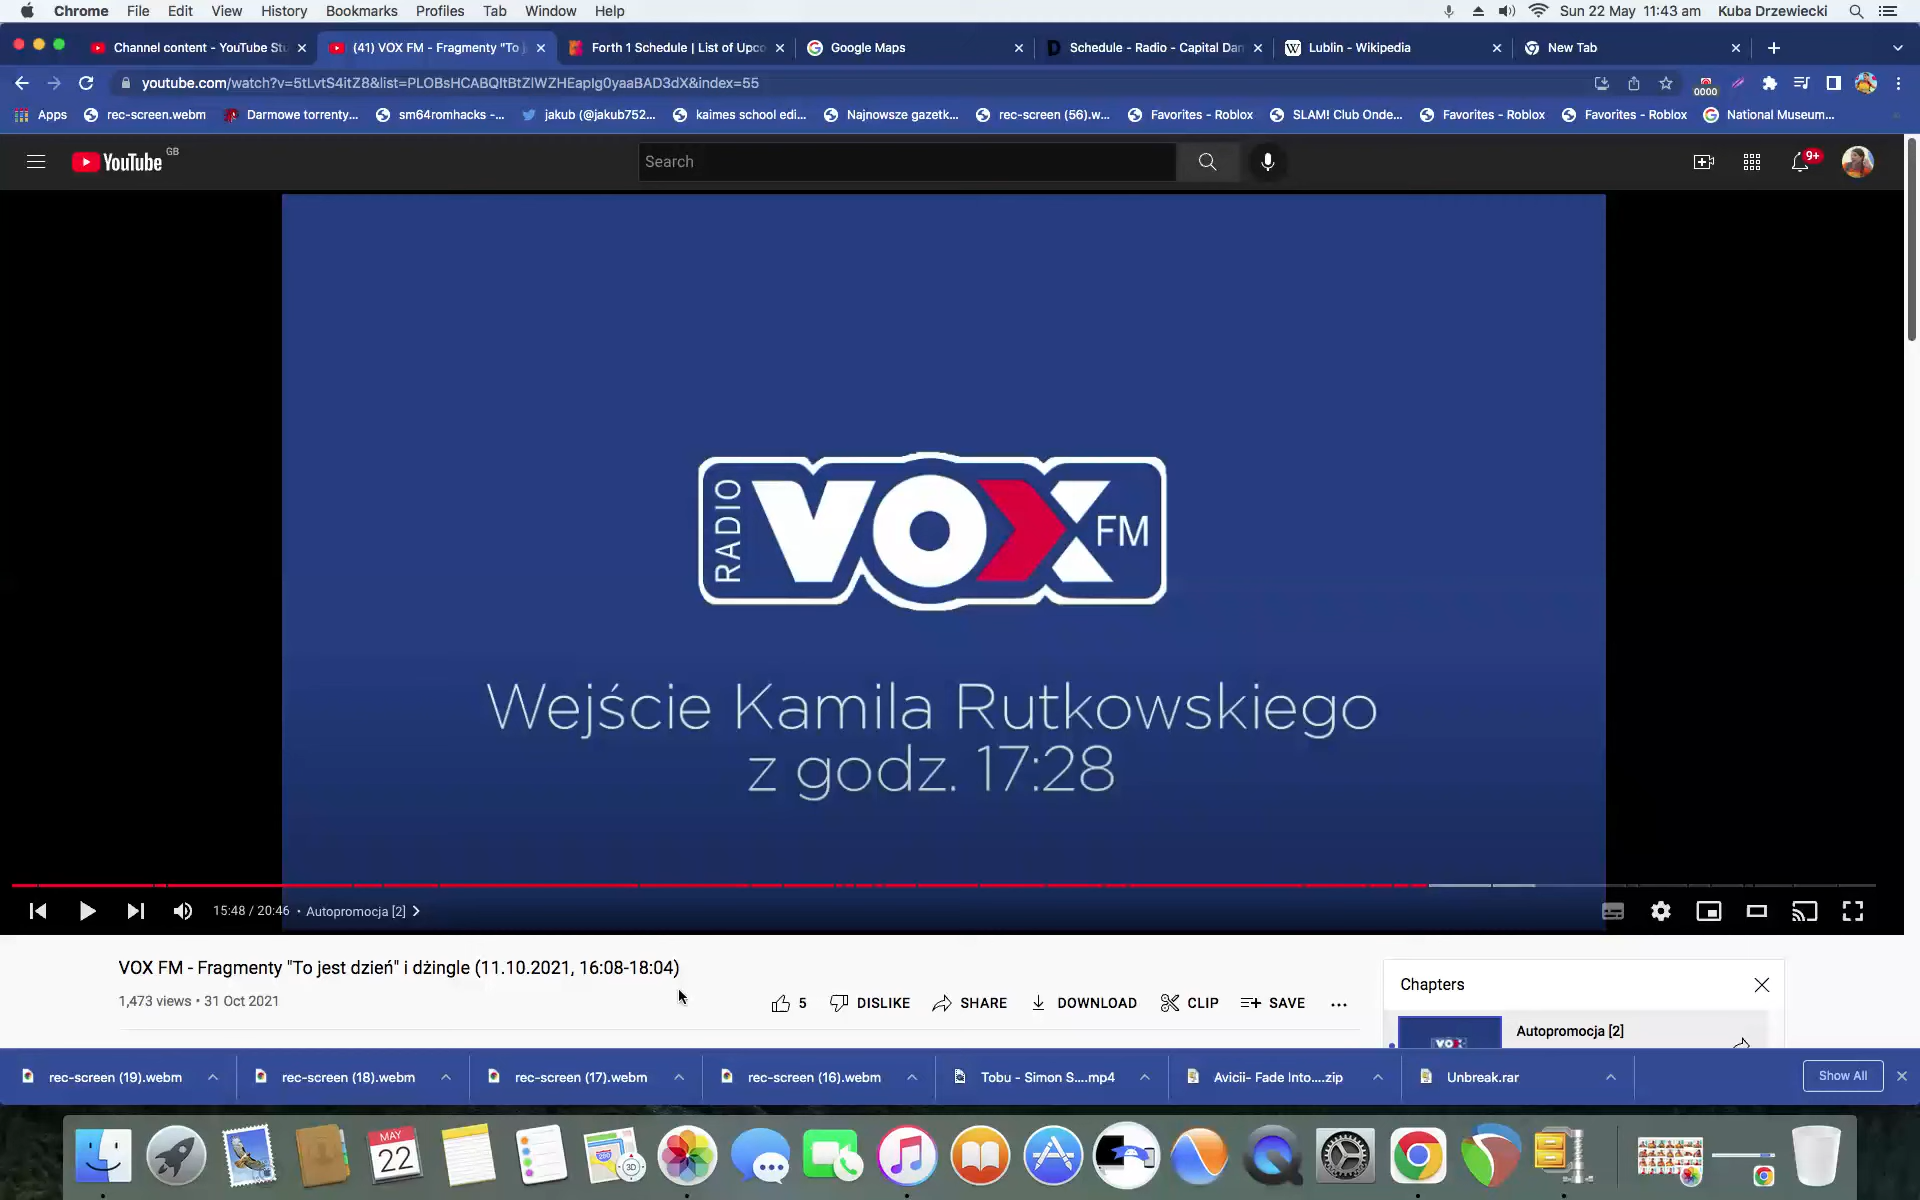 Chrome File Edit View History Bookmarks Profiles Tab Window Help Sun 22 May 11:43 am Kuba Drzewiecki
Channel content - YouTube Stu (41) VOX FM - Fragmenty "To j Forth 1 Schedule | List of Upco Google Maps Schedule - Radio - Capital Dan Lublin - Wikipedia New Tab
youtube.com/watch?v=5tLvtS4itZ8&list=PLOBsHCABQltBtZlWZHEapIg0yaaBAD3dX&index=55 0000
Apps rec-screen.webm Darmowe torrenty... sm64romhacks -... jakub (@jakub752... kaimes school edi... Najnowsze gazetk... rec-screen (56).w... Favorites - Roblox SLAM! Club Onde... Favorites - Roblox Favorites - Roblox National Museum...
YouTube GB Search 9+
RADIO VOX FM
Wejście Kamila Rutkowskiego
z godz. 17:28
15:48 / 20:46 • Autopromocja [2]
VOX FM - Fragmenty "To jest dzień" i dżingle (11.10.2021, 16:08-18:04)
1,473 views • 31 Oct 2021
5 DISLIKE SHARE DOWNLOAD CLIP SAVE ...
Chapters
Autopromocja [2]
VOX
rec-screen (19).webm rec-screen (18).webm rec-screen (17).webm rec-screen (16).webm Tobu - Simon S....mp4 Avicii- Fade Into....zip Unbreak.rar Show All
MAY
22
3D